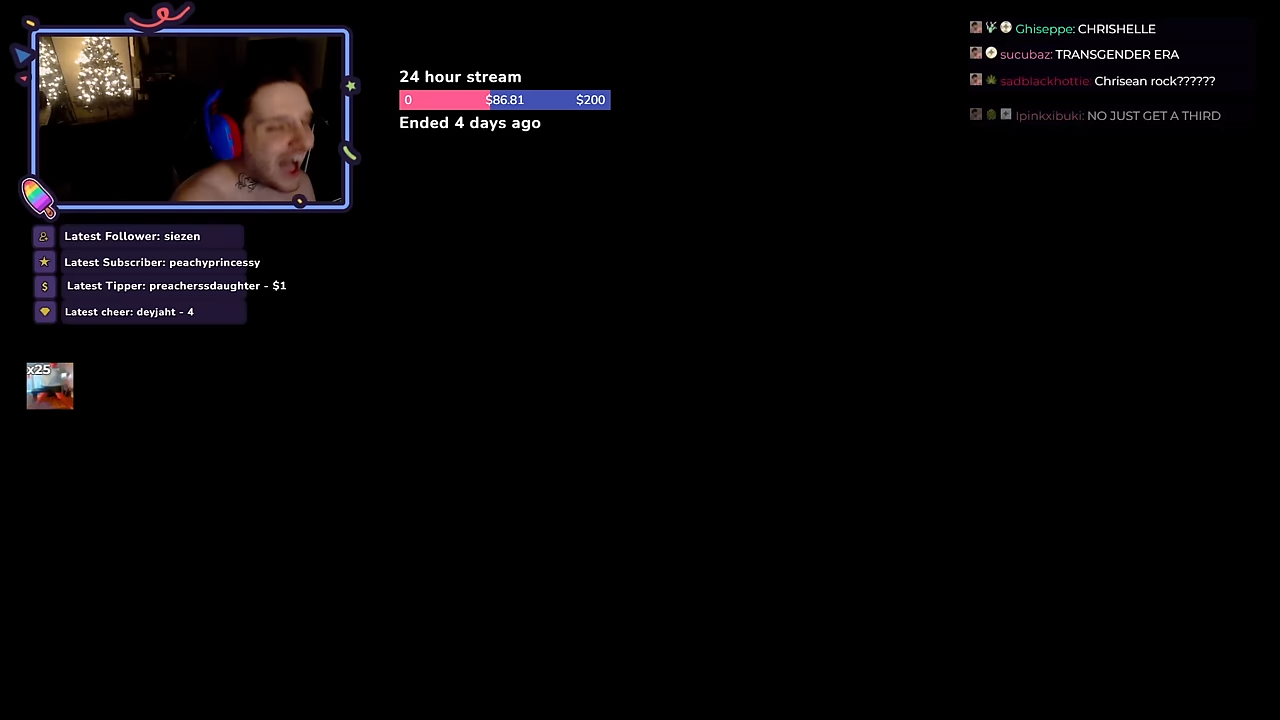 24 hour stream
0 $86.81 $200
Ended 4 days ago
Ghiseppe: CHRISHELLE
sucubaz: TRANSGENDER ERA
sadblackhottie: Chrisean rock??????
lpinkxibuki: NO JUST GET A THIRD
Latest Follower: siezen
Latest Subscriber: peachyprincessy
$
Latest Tipper: preacherssdaughter - $1
Latest cheer: deyjaht - 4
x25